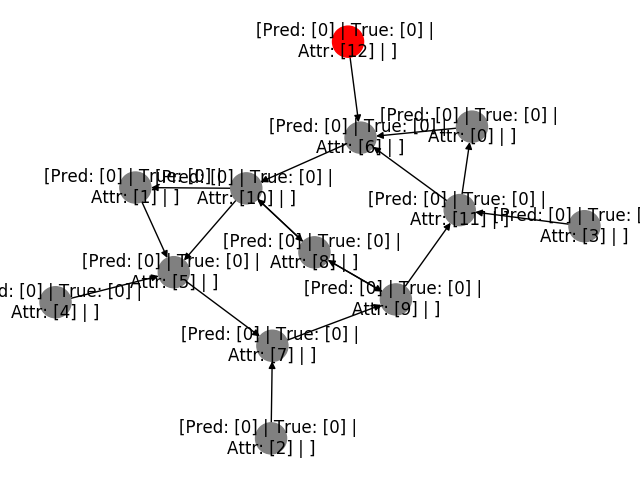 [Pred: [0] | True: [0] |
Attr: [12] | ]
[Pred: [0] | True: [0] |
Attr: [0] | ]
[Pred: [0] | True: [0] |
Attr: [6] | ]
[Pred: [0] | True: [0] |
Attr: [1] | ]
[Pred: [0] | True: [0] |
Attr: [10] | ]
[Pred: [0] | True: [0] |
Attr: [11] | ]
[Pred: [0] | True: [
Attr: [3] | ]
[Pred: [0] | True: [0] |
Attr: [8] | ]
[Pred: [0] | True: [0] |
Attr: [5] | ]
d: [0] | True: [0] |
Attr: [4] | ]
[Pred: [0] | True: [0] |
Attr: [9] | ]
[Pred: [0] | True: [0] |
Attr: [7] | ]
[Pred: [0] | True: [0] |
Attr: [2] | ]